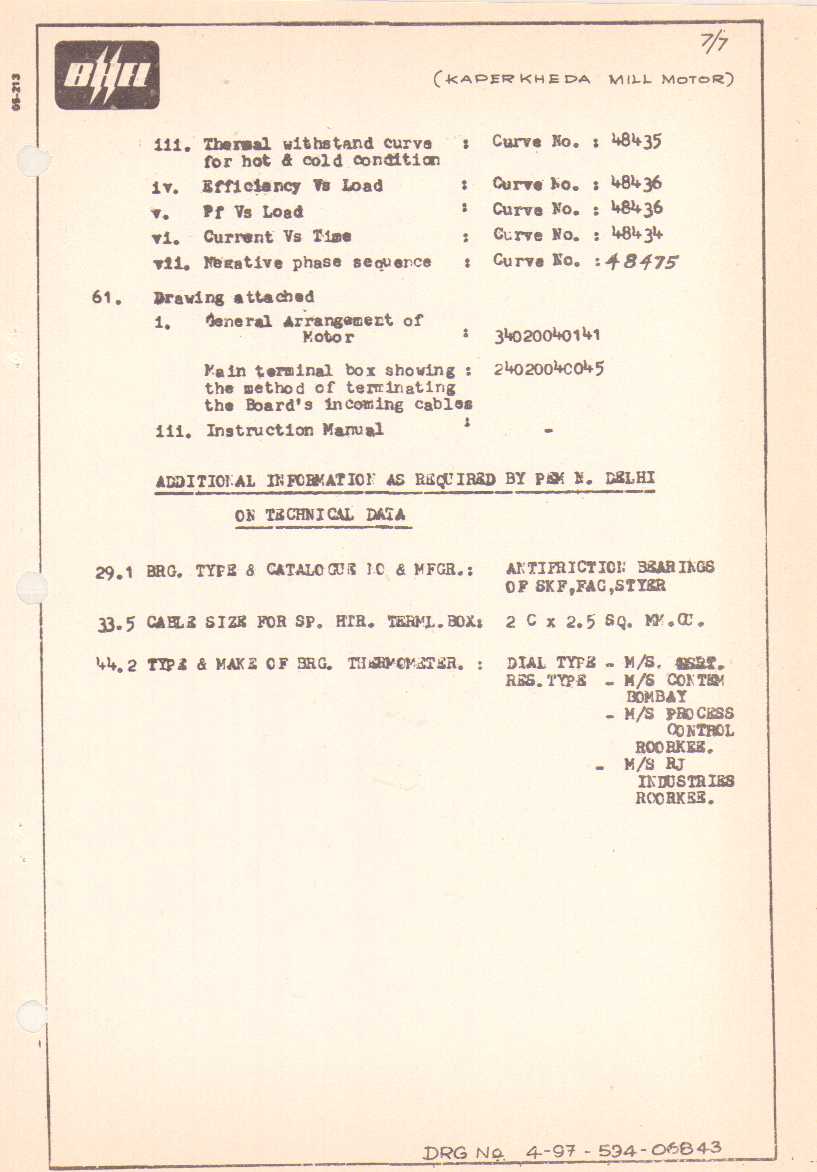 7/7
05-213
BHEL
(KAPERKHEDA MILL MOTOR)
iii. Thermal withstand curve : Curve No. : 48435
for hot & cold condition
iv. Efficiency Vs Load : Curve No. : 48436
v. Pf Vs Load : Curve No. : 48436
vi. Current Vs Time : Curve No. : 48434
vii. Negative phase sequence : Curve No. : 48475
61. Drawing attached
i. General Arrangement of
Motor : 34020040141
Main terminal box showing : 24020040045
the method of terminating
the Board's incoming cables
iii. Instruction Manual : -
ADDITIONAL INFORMATION AS REQUIRED BY PEM N. DELHI
ON TECHNICAL DATA
29.1 BRG. TYPE & CATALOGUE NO & MFGR.: ANTIFRICTION BEARINGS
OF SKF,FAG,STYER
33.5 CABLE SIZE FOR SP. HTR. TERML.BOX: 2 C x 2.5 SQ. MM.CU.
44.2 TYPE & MAKE OF BRG. THERMOMETER. : DIAL TYPE - M/S.
RES.TYPE - M/S CONTEM
BOMBAY
- M/S PROCESS
CONTROL
ROORKEE.
- M/S RJ
INDUSTRIES
ROORKEE.
DRG No 4-97-594-06843